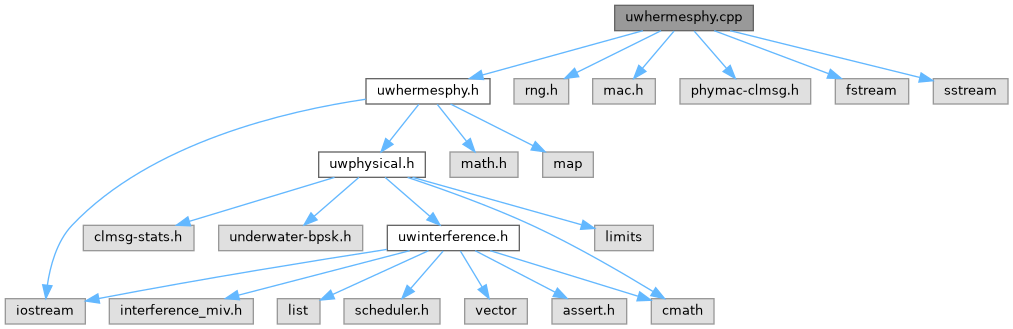 uwhermesphy.cpp
uwhermesphy.h
rng.h
mac.h
phymac-clmsg.h
fstream
sstream
uwphysical.h
math.h
map
clmsg-stats.h
underwater-bpsk.h
uwinterference.h
limits
iostream
interference_miv.h
list
scheduler.h
vector
assert.h
cmath